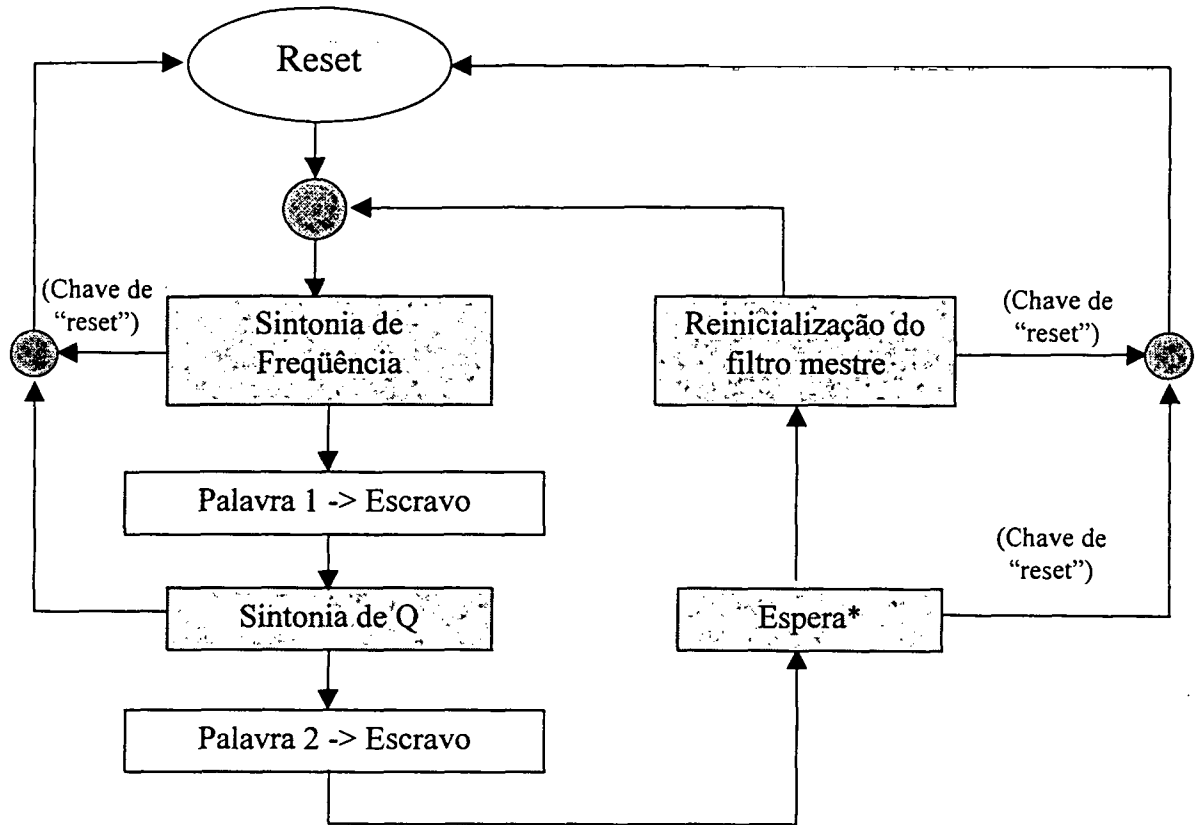 Reset
(Chave de
“reset”)
Sintonia de
Freqüência
Reinicialização do
filtro mestre
(Chave de
“reset”)
Palavra 1 -> Escravo
(Chave de
“reset”)
Sintonia de Q
Espera*
Palavra 2 -> Escravo